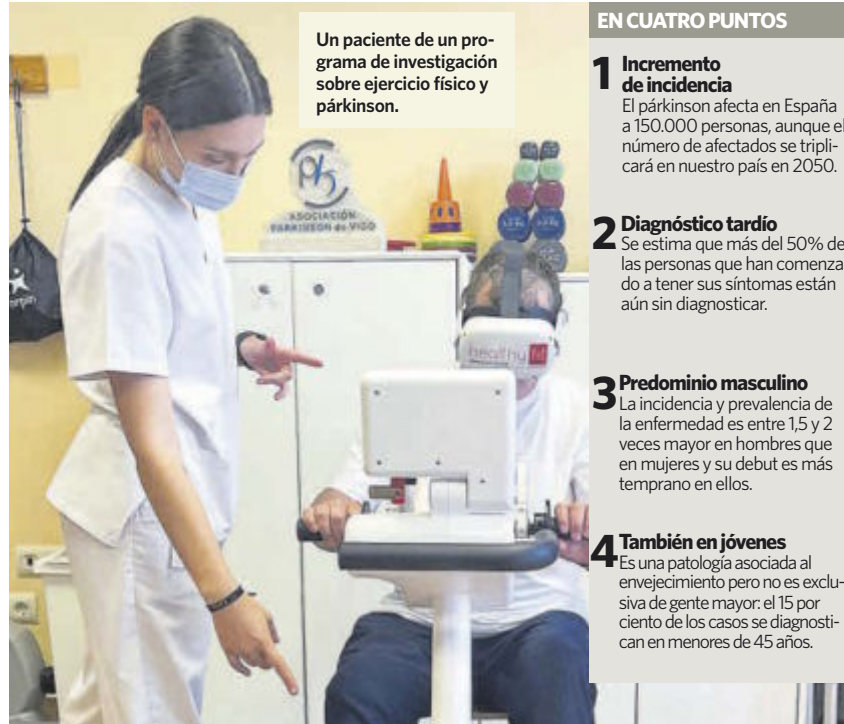 Un paciente de un pro-
grama de investigación
sobre ejercicio físico y
párkinson.
ASOCIACIÓN
PARKINSON de VIGO
healthy fit
EN CUATRO PUNTOS
1 Incremento
de incidencia
El párkinson afecta en España
a 150.000 personas, aunque el
número de afectados se tripli-
cará en nuestro país en 2050.
2 Diagnóstico tardío
Se estima que más del 50% de
las personas que han comenza
do a tener sus síntomas están
aún sin diagnosticar.
3 Predominio masculino
La incidencia y prevalencia de
la enfermedad es entre 1,5 y 2
veces mayor en hombres que
en mujeres y su debut es más
temprano en ellos.
4 También en jóvenes
Es una patología asociada al
envejecimiento pero no es exclu-
siva de gente mayor: el 15 por
ciento de los casos se diagnosti-
can en menores de 45 años.